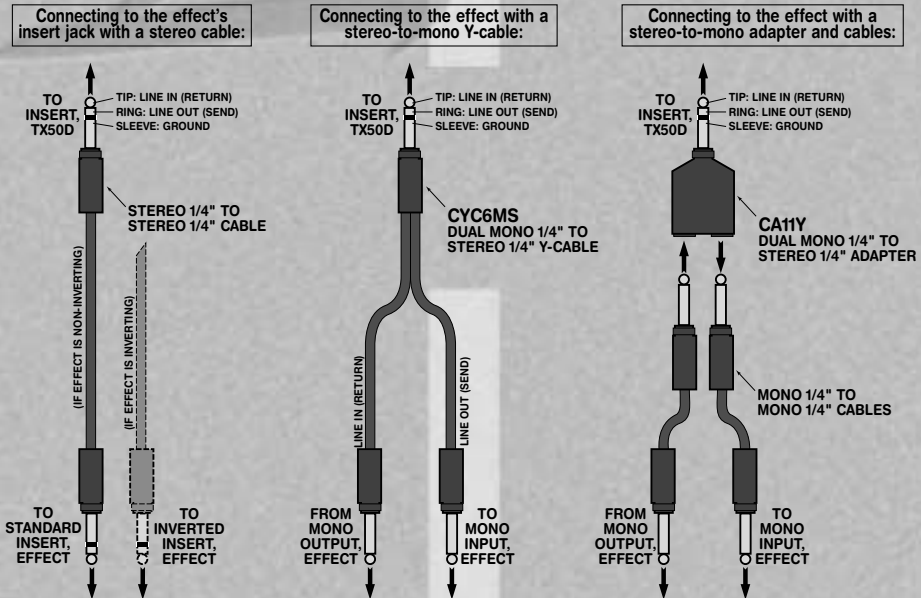 Connecting to the effect's
insert jack with a stereo cable:
TO
INSERT,
TX50D
TIP: LINE IN (RETURN)
RING: LINE OUT (SEND)
SLEEVE: GROUND
STEREO 1/4" TO
STEREO 1/4" CABLE
(IF EFFECT IS NON-INVERTING)
(IF EFFECT IS INVERTING)
TO
STANDARD
INSERT,
EFFECT
TO
INVERTED
INSERT,
EFFECT
Connecting to the effect with a
stereo-to-mono Y-cable:
TO
INSERT,
TX50D
TIP: LINE IN (RETURN)
RING: LINE OUT (SEND)
SLEEVE: GROUND
CYC6MS
DUAL MONO 1/4" TO
STEREO 1/4" Y-CABLE
LINE IN (RETURN)
LINE OUT (SEND)
FROM
MONO
OUTPUT,
EFFECT
TO
MONO
INPUT,
EFFECT
Connecting to the effect with a
stereo-to-mono adapter and cables:
TO
INSERT,
TX50D
TIP: LINE IN (RETURN)
RING: LINE OUT (SEND)
SLEEVE: GROUND
CA11Y
DUAL MONO 1/4" TO
STEREO 1/4" ADAPTER
MONO 1/4" TO
MONO 1/4" CABLES
FROM
MONO
OUTPUT,
EFFECT
TO
MONO
INPUT,
EFFECT